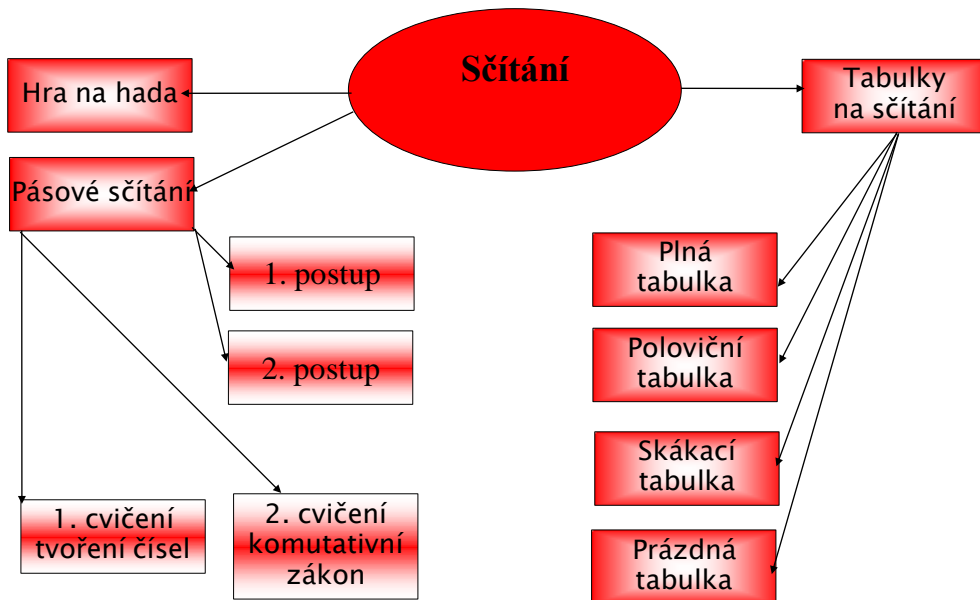 Sčítání
Hra na hada
Tabulky
na sčítání
Pásové sčítání
1. postup
2. postup
Plná
tabulka
Poloviční
tabulka
Skákací
tabulka
Prázdná
tabulka
1. cvičení
tvoření čísel
2. cvičení
komutativní
zákon